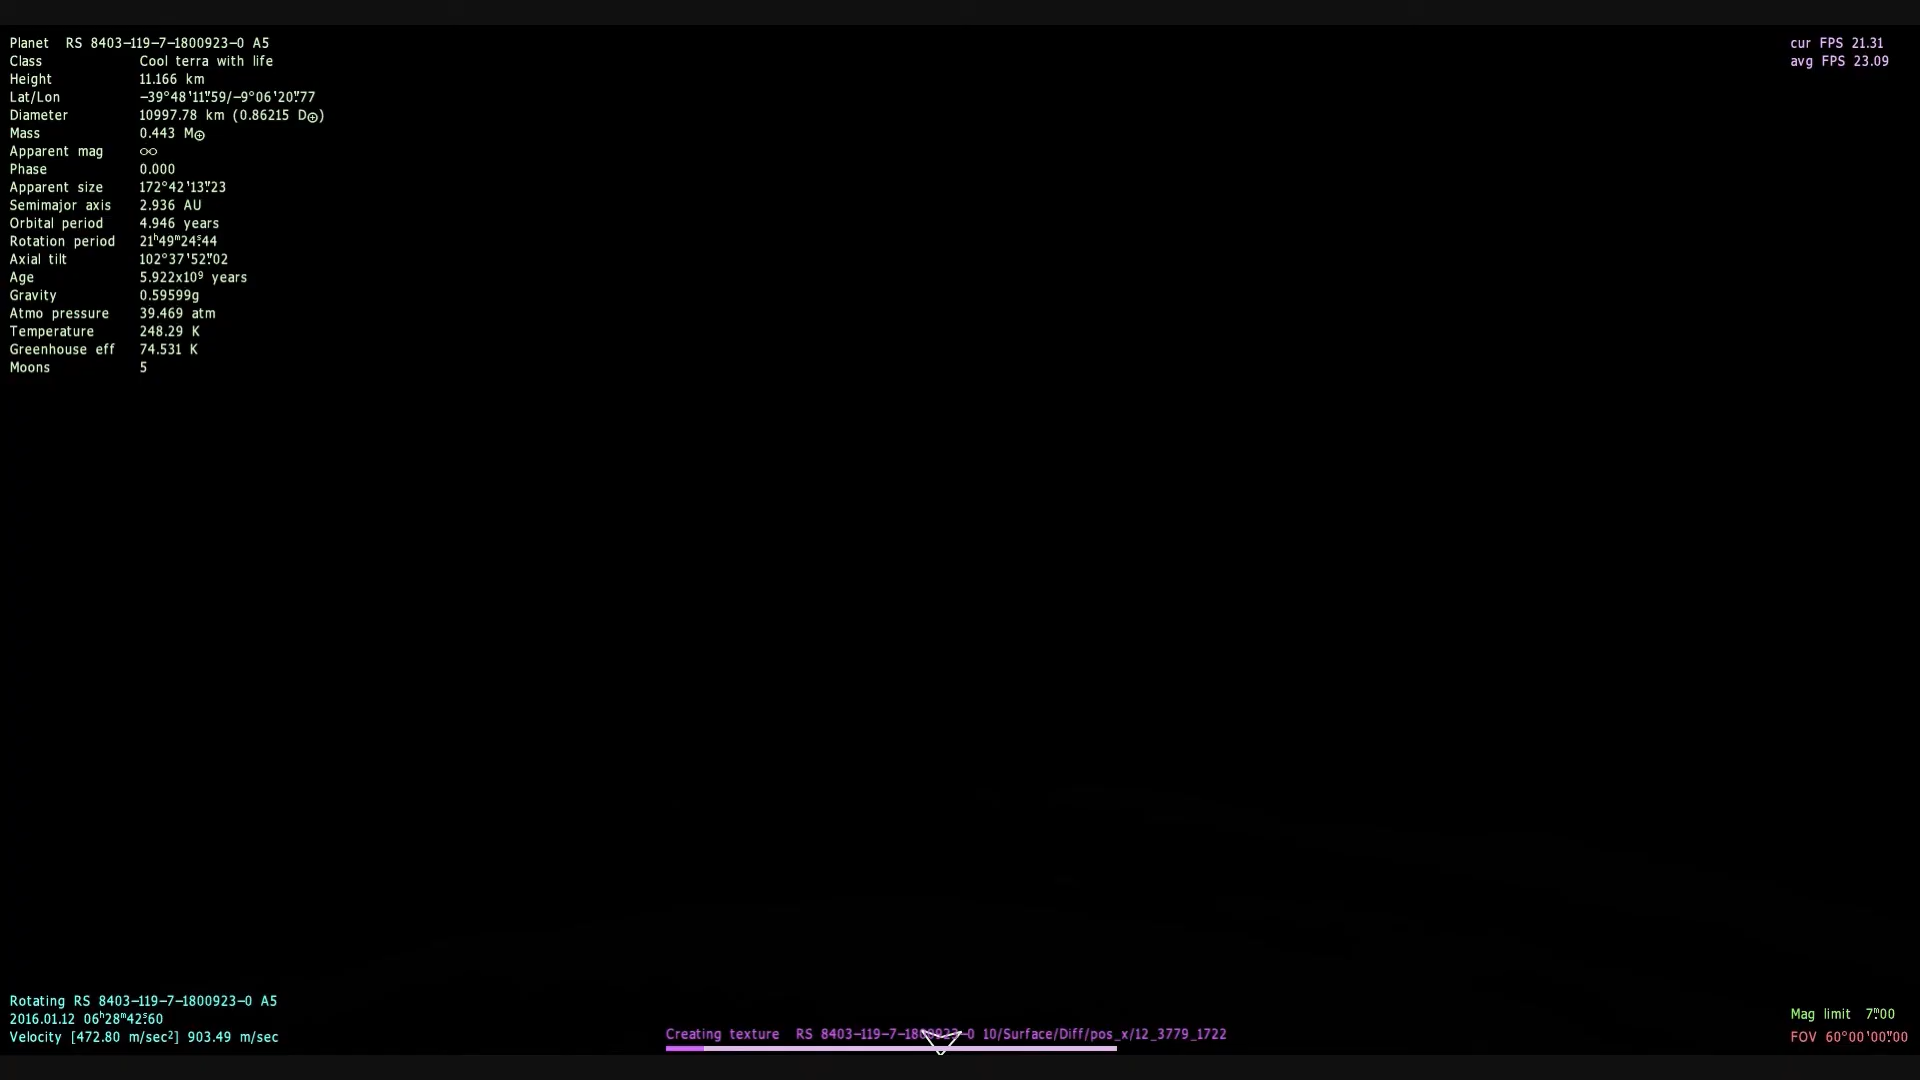 Planet RS 8403-119-7-1800923-0 A5
Class Cool terra with life
Height 11.166 km
Lat/Lon -39°48'11"59/-9°06'20"77
Diameter 10997.78 km (0.86215 D⊕)
Mass 0.443 M⊕
Apparent mag ∞
Phase 0.000
Apparent size 172°42'13"23
Semimajor axis 2.936 AU
Orbital period 4.946 years
Rotation period 21ʰ49ᵐ24ˢ.44
Axial tilt 102°37'52"02
Age 5.922x10⁹ years
Gravity 0.59599g
Atmo pressure 39.469 atm
Temperature 248.29 K
Greenhouse eff 74.531 K
Moons 5
cur FPS 21.31
avg FPS 23.09
Rotating RS 8403-119-7-1800923-0 A5
2016.01.12 06ʰ28ᵐ42ˢ.60
Velocity [472.80 m/sec²] 903.49 m/sec
Creating texture RS 8403-119-7-1800923-0 10/Surface/Diff/pos_x/12_3779_1722
Mag limit 7ᵐ.00
FOV 60°00'00"00